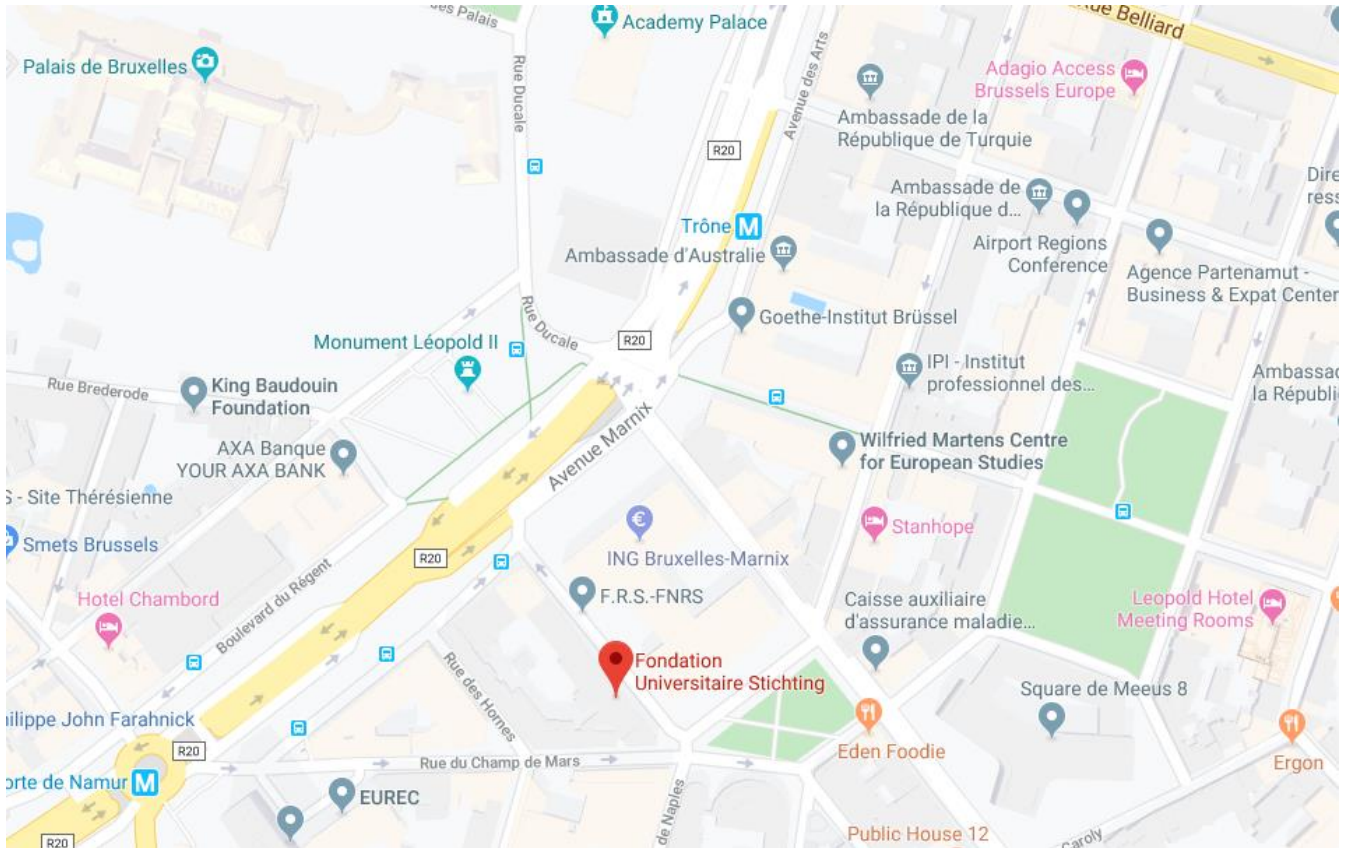 des Palais
Academy Palace
Rue Belliard
Palais de Bruxelles
Rue Ducale
Avenue des Arts
Adagio Access
Brussels Europe
Ambassade de la
République de Turquie
R20
Ambassade de
la République d...
Dire
ress
Trône M
Ambassade d'Australie
Airport Regions
Conference
Agence Partenamut -
Business & Expat Center
Rue Ducale
Goethe-Institut Brüssel
R20
Monument Léopold II
IPI - Institut
professionnel des...
Ambassad
la Républi
Rue Brederode
King Baudouin
Foundation
Avenue Marnix
AXA Banque
YOUR AXA BANK
Wilfried Martens Centre
for European Studies
S - Site Thérésienne
Smets Brussels
€
Stanhope
R20
ING Bruxelles-Marnix
Hotel Chambord
Boulevard du Régent
F.R.S.-FNRS
Caisse auxiliaire
d'assurance maladie...
Leopold Hotel
Meeting Rooms
Rue des Hornes
Fondation
Universitaire Stichting
Square de Meeus 8
hilippe John Farahnick
R20
Eden Foodie
Rue du Champ de Mars
Ergon
orte de Namur M
EUREC
de Naples
Public House 12
Caroly
R20